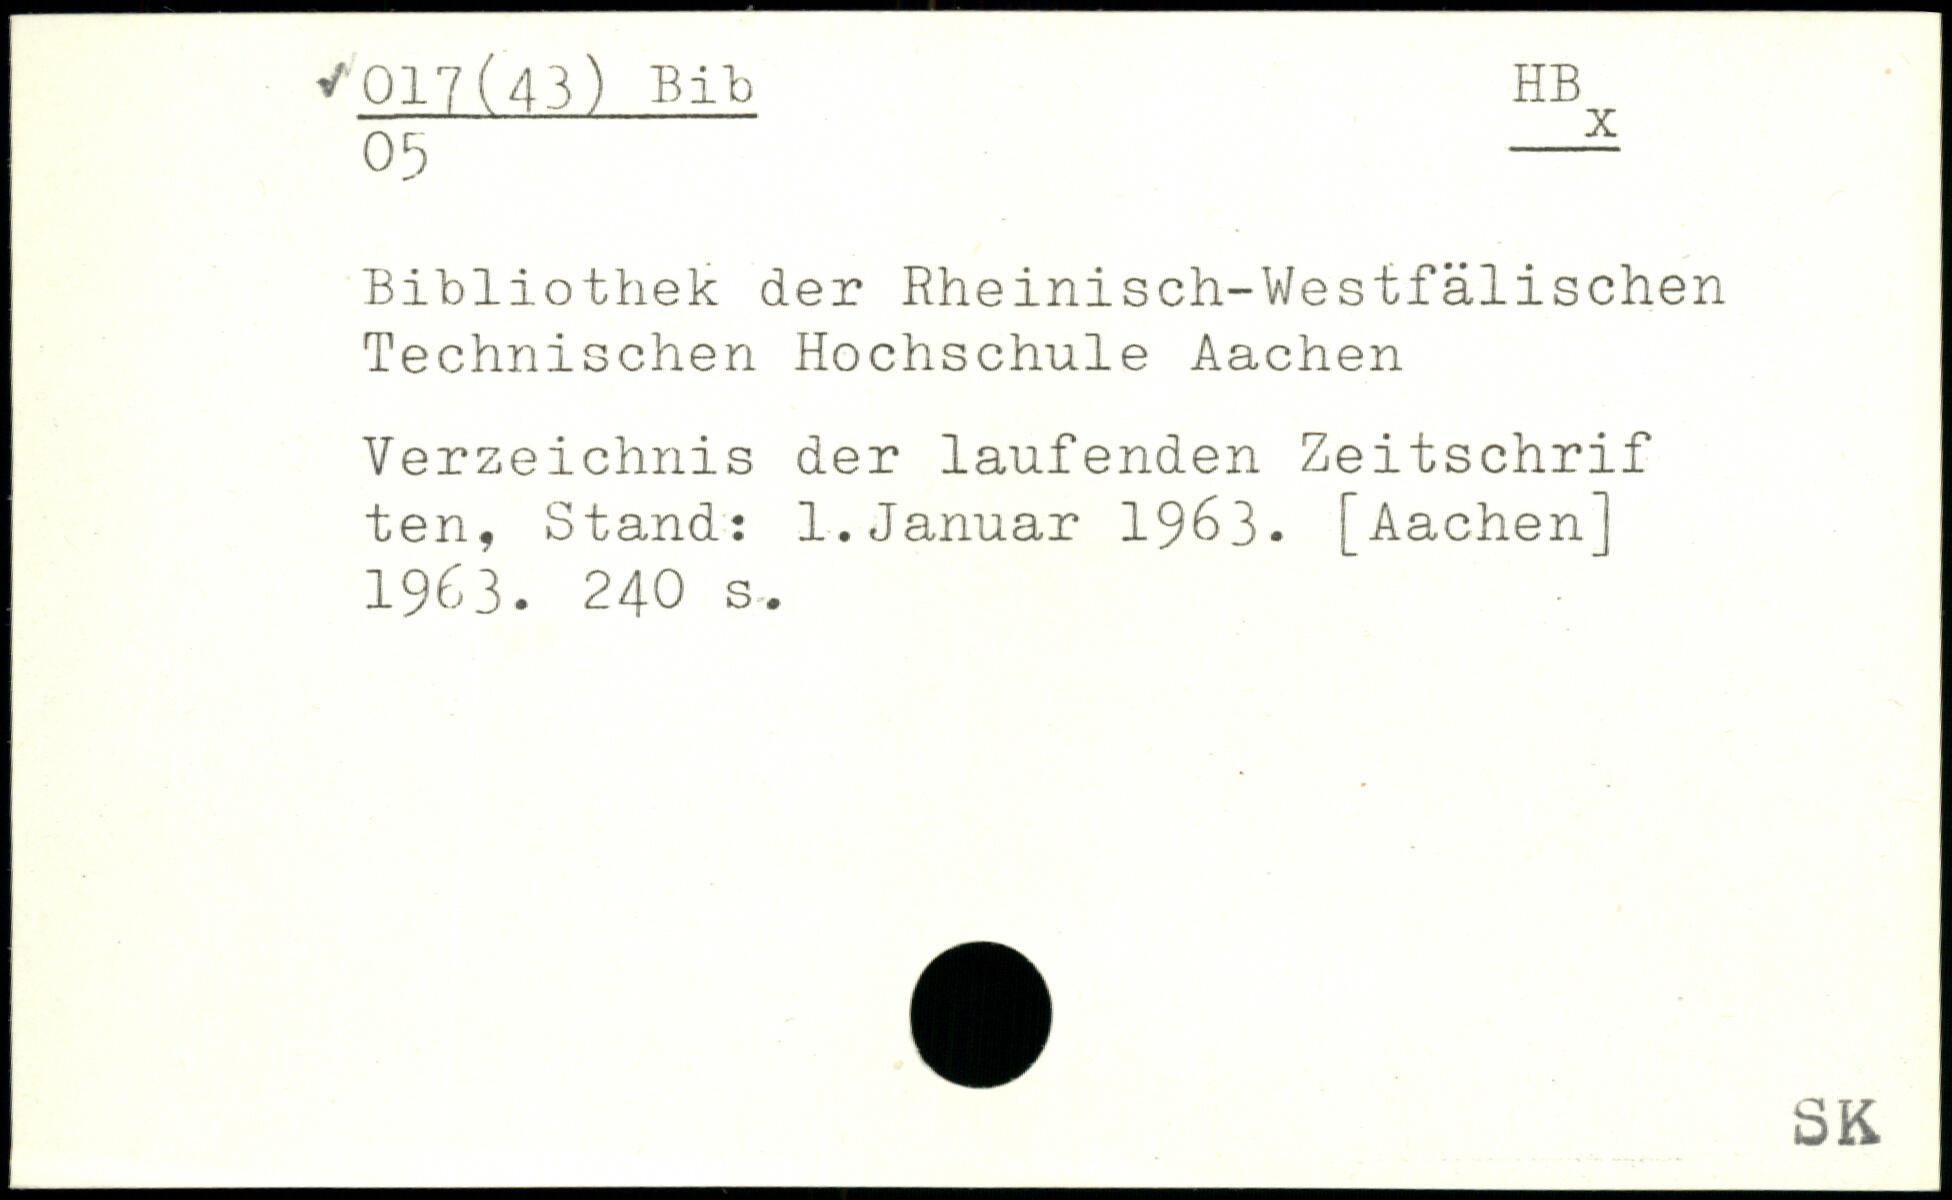 ✓017(43) Bib
05
HB
x
Bibliothek der Rheinisch-Westfälischen
Technischen Hochschule Aachen
Verzeichnis der laufenden Zeitschrif
ten, Stand: 1.Januar 1963. [Aachen]
1963. 240 s.
SK